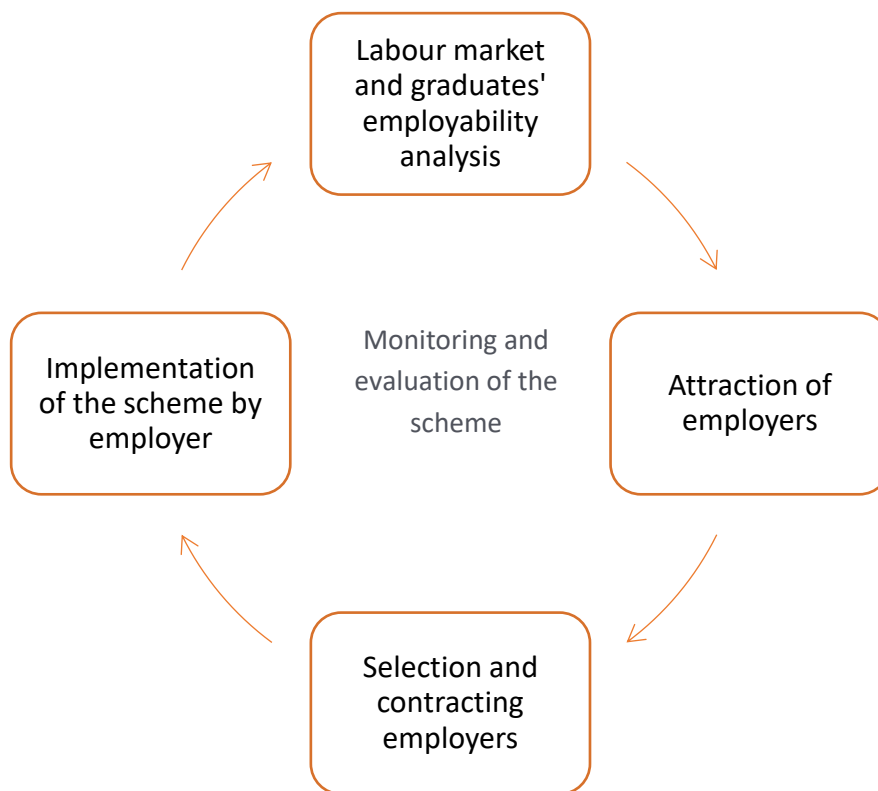 Labour market
and graduates'
employability
analysis
Implementation
of the scheme by
employer
Monitoring and
evaluation of the
scheme
Attraction of
employers
Selection and
contracting
employers